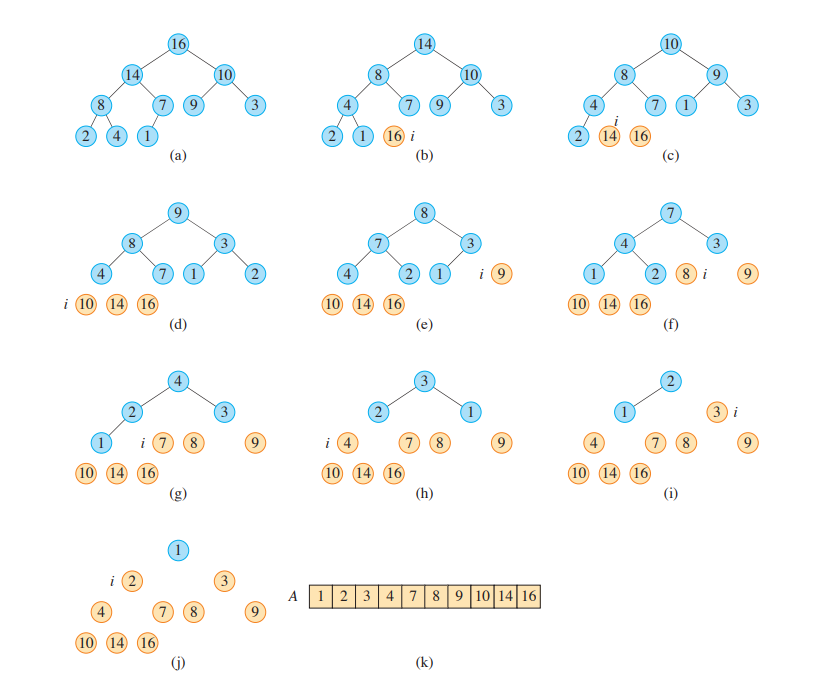 16 14 10
14 10 8 10 8 9
8 7 9 3 4 7 9 3 4 7 1 3
2 4 1 2 1 16 i 2 i 14 16
(a) (b) (c)
9 8 7
8 3 7 3 4 3
4 7 1 2 4 2 1 i 9 1 2 8 i 9
i 10 14 16 10 14 16 10 14 16
(d) (e) (f)
4 3 2
2 3 2 1 1 3 i
1 i 7 8 9 i 4 7 8 9 4 7 8 9
10 14 16 10 14 16 10 14 16
(g) (h) (i)
1
i 2 3
A 1 2 3 4 7 8 9 10 14 16
4 7 8 9
10 14 16
(j) (k)